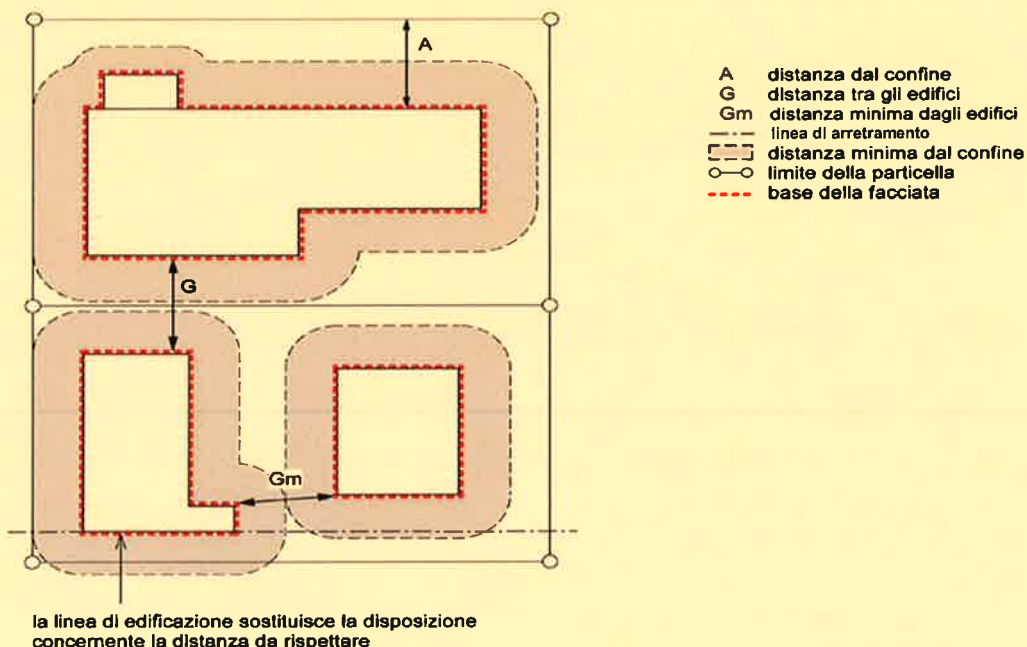 A
A distanza dal confine
G distanza tra gli edifici
Gm distanza minima dagli edifici
linea di arretramento
distanza minima dal confine
limite della particella
base della facciata
G
Gm
la linea di edificazione sostituisce la disposizione
concernente la distanza da rispettare